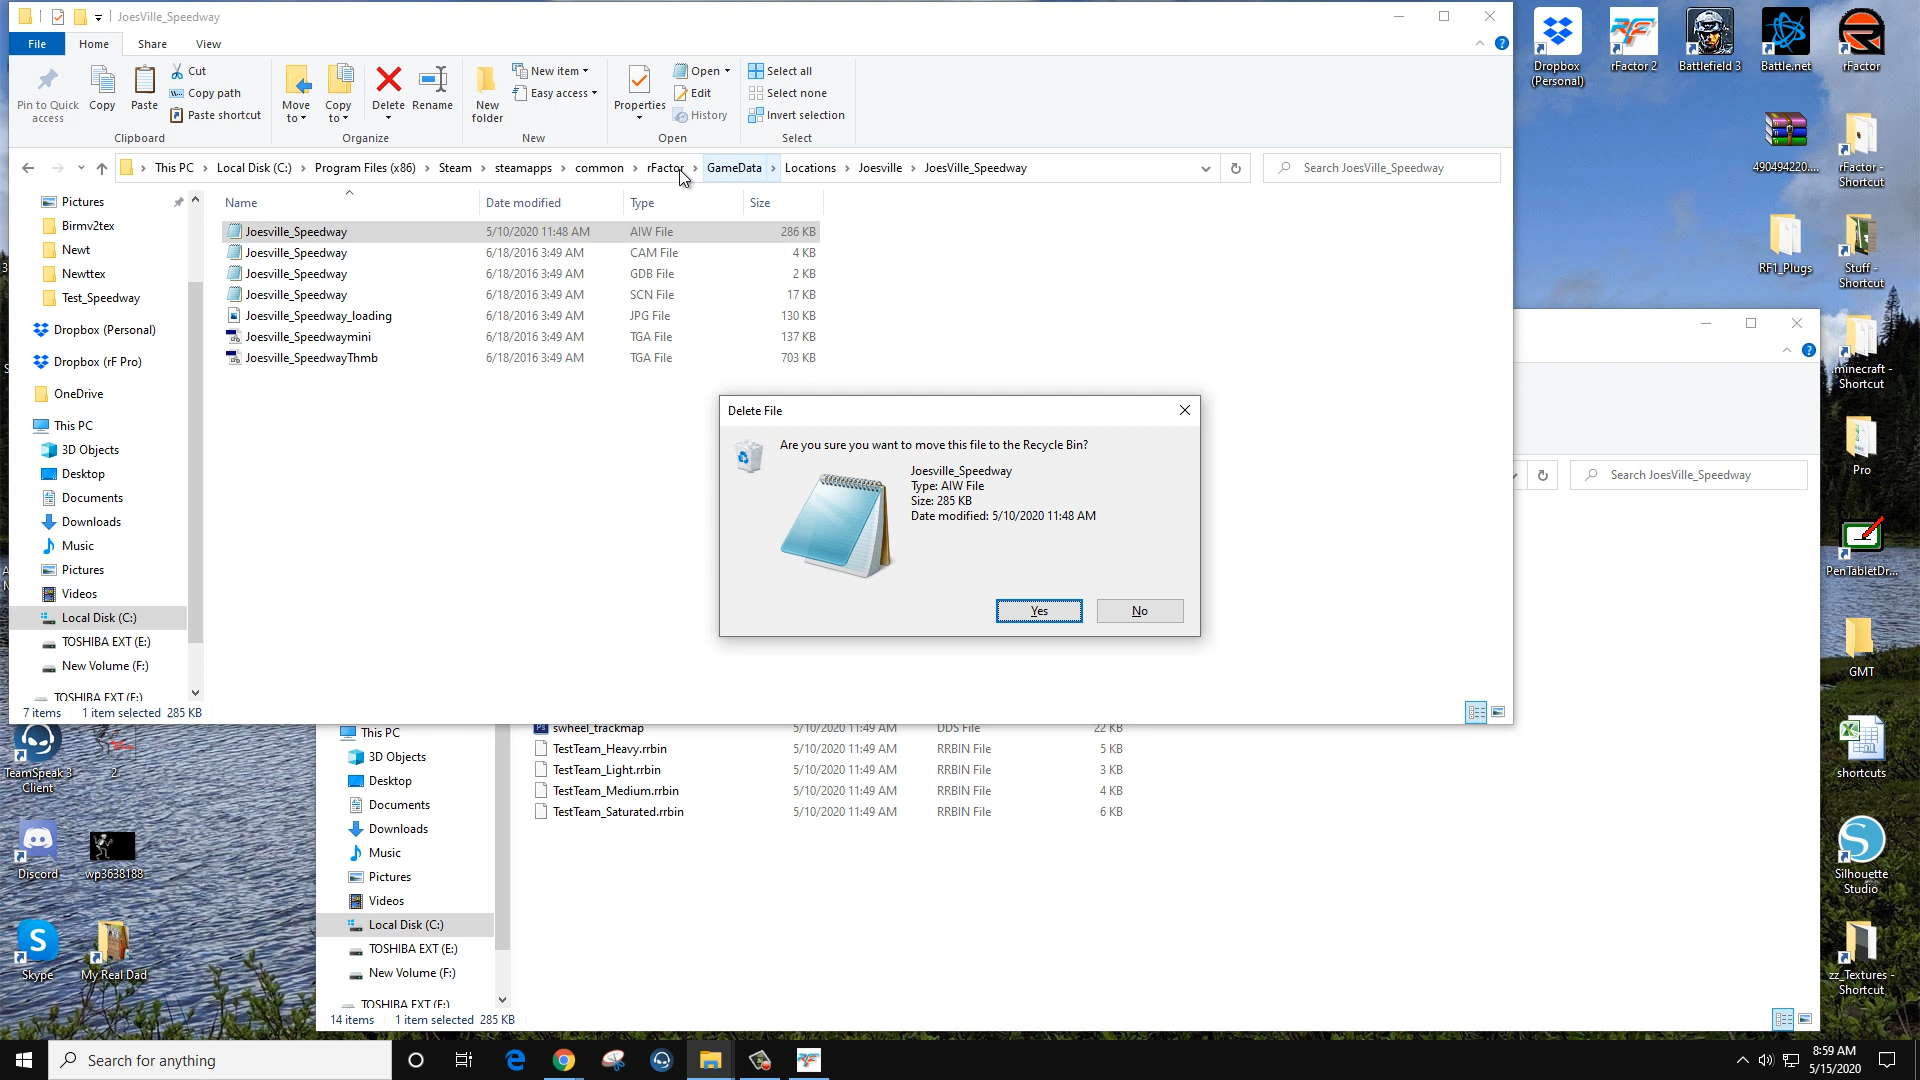 JoesVille_Speedway
File
Home
Share
View
Pin to Quick access
Copy
Paste
Cut
Copy path
Paste shortcut
Clipboard
Move to
Copy to
Delete
Rename
Organize
New folder
New item
Easy access
New
Properties
Open
Edit
History
Open
Select all
Select none
Invert selection
Select
This PC
Local Disk (C:)
Program Files (x86)
Steam
steamapps
common
rFactor
GameData
Locations
Joesville
JoesVille_Speedway
Search JoesVille_Speedway
Name
Date modified
Type
Size
Joesville_Speedway 5/10/2020 11:48 AM AIW File 286 KB
Joesville_Speedway 6/18/2016 3:49 AM CAM File 4 KB
Joesville_Speedway 6/18/2016 3:49 AM GDB File 2 KB
Joesville_Speedway 6/18/2016 3:49 AM SCN File 17 KB
Joesville_Speedway_loading 6/18/2016 3:49 AM JPG File 130 KB
Joesville_Speedwaymini 6/18/2016 3:49 AM TGA File 137 KB
Joesville_SpeedwayThmb 6/18/2016 3:49 AM TGA File 703 KB
Pictures
Birmv2tex
Newt
Newttex
Test_Speedway
Dropbox (Personal)
Dropbox (rF Pro)
OneDrive
This PC
3D Objects
Desktop
Documents
Downloads
Music
Pictures
Videos
Local Disk (C:)
TOSHIBA EXT (E:)
New Volume (F:)
TOSHIBA EXT (E:)
7 items 1 item selected 285 KB
Delete File
Are you sure you want to move this file to the Recycle Bin?
Joesville_Speedway
Type: AIW File
Size: 285 KB
Date modified: 5/10/2020 11:48 AM
Yes
No
Search JoesVille_Speedway
This PC
3D Objects
Desktop
Documents
Downloads
Music
Pictures
Videos
Local Disk (C:)
TOSHIBA EXT (E:)
New Volume (F:)
TOSHIBA EXT (E:)
swheel_trackmap 5/10/2020 11:49 AM DDS File 22 KB
TestTeam_Heavy.rrbin 5/10/2020 11:49 AM RRBIN File 5 KB
TestTeam_Light.rrbin 5/10/2020 11:49 AM RRBIN File 3 KB
TestTeam_Medium.rrbin 5/10/2020 11:49 AM RRBIN File 4 KB
TestTeam_Saturated.rrbin 5/10/2020 11:49 AM RRBIN File 6 KB
14 items 1 item selected 285 KB
Dropbox (Personal)
rFactor 2
Battlefield 3
Battle.net
rFactor
490494220....
rFactor - Shortcut
RF1_Plugs
Stuff - Shortcut
.minecraft - Shortcut
Pro
PenTabletDr...
GMT
shortcuts
Silhouette Studio
zz_Textures - Shortcut
TeamSpeak 3 Client
2
Discord
wp3638188
Skype
My Real Dad
Search for anything
8:59 AM
5/15/2020